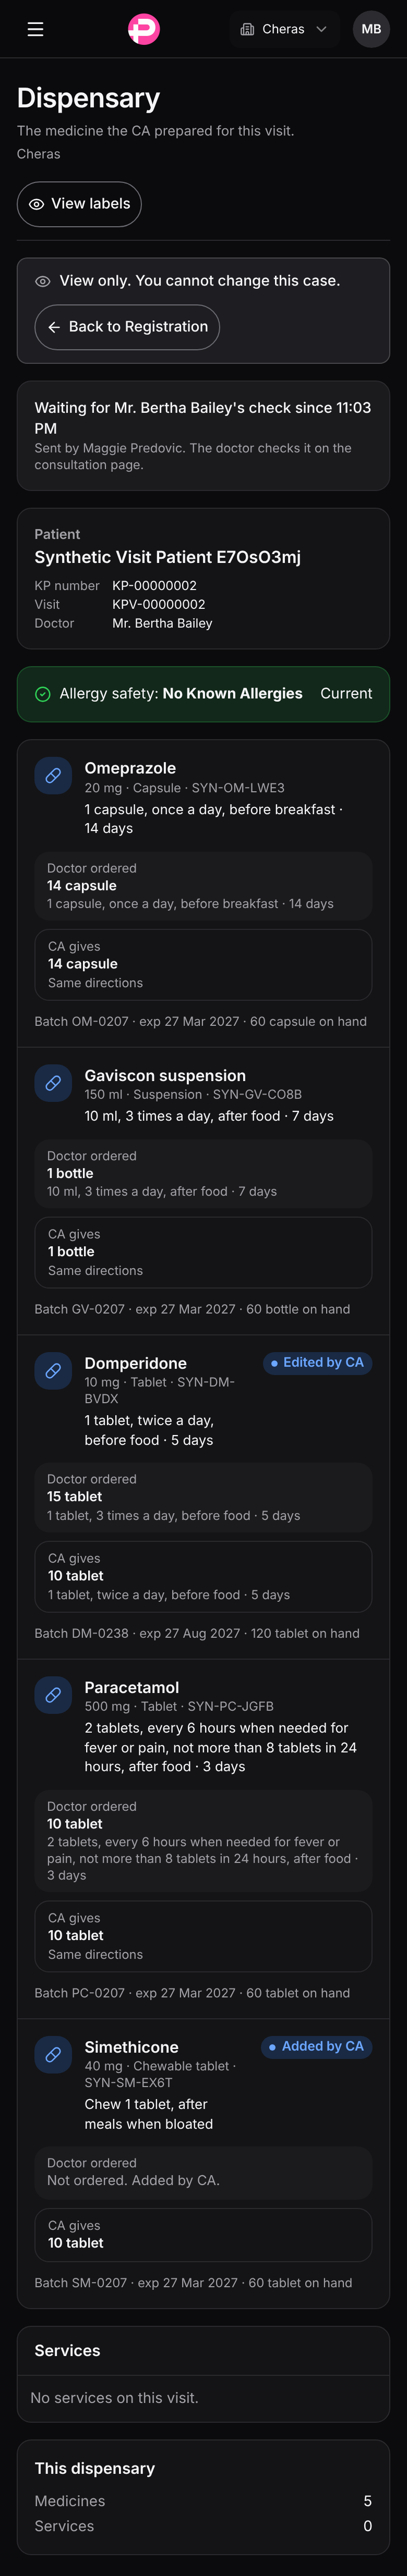 Cheras
MB
Dispensary
The medicine the CA prepared for this visit.
Cheras
View labels
View only. You cannot change this case.
Back to Registration
Waiting for Mr. Bertha Bailey's check since 11:03
PM
Sent by Maggie Predovic. The doctor checks it on the
consultation page.
Patient
Synthetic Visit Patient E7OsO3mj
KP number KP-00000002
Visit KPV-00000002
Doctor Mr. Bertha Bailey
Allergy safety: No Known Allergies Current
Omeprazole
20 mg · Capsule · SYN-OM-LWE3
1 capsule, once a day, before breakfast ·
14 days
Doctor ordered
14 capsule
1 capsule, once a day, before breakfast · 14 days
CA gives
14 capsule
Same directions
Batch OM-0207 · exp 27 Mar 2027 · 60 capsule on hand
Gaviscon suspension
150 ml · Suspension · SYN-GV-CO8B
10 ml, 3 times a day, after food · 7 days
Doctor ordered
1 bottle
10 ml, 3 times a day, after food · 7 days
CA gives
1 bottle
Same directions
Batch GV-0207 · exp 27 Mar 2027 · 60 bottle on hand
Domperidone Edited by CA
10 mg · Tablet · SYN-DM-
BVDX
1 tablet, twice a day,
before food · 5 days
Doctor ordered
15 tablet
1 tablet, 3 times a day, before food · 5 days
CA gives
10 tablet
1 tablet, twice a day, before food · 5 days
Batch DM-0238 · exp 27 Aug 2027 · 120 tablet on hand
Paracetamol
500 mg · Tablet · SYN-PC-JGFB
2 tablets, every 6 hours when needed for
fever or pain, not more than 8 tablets in 24
hours, after food · 3 days
Doctor ordered
10 tablet
2 tablets, every 6 hours when needed for fever or
pain, not more than 8 tablets in 24 hours, after food ·
3 days
CA gives
10 tablet
Same directions
Batch PC-0207 · exp 27 Mar 2027 · 60 tablet on hand
Simethicone Added by CA
40 mg · Chewable tablet ·
SYN-SM-EX6T
Chew 1 tablet, after
meals when bloated
Doctor ordered
Not ordered. Added by CA.
CA gives
10 tablet
Batch SM-0207 · exp 27 Mar 2027 · 60 tablet on hand
Services
No services on this visit.
This dispensary
Medicines 5
Services 0